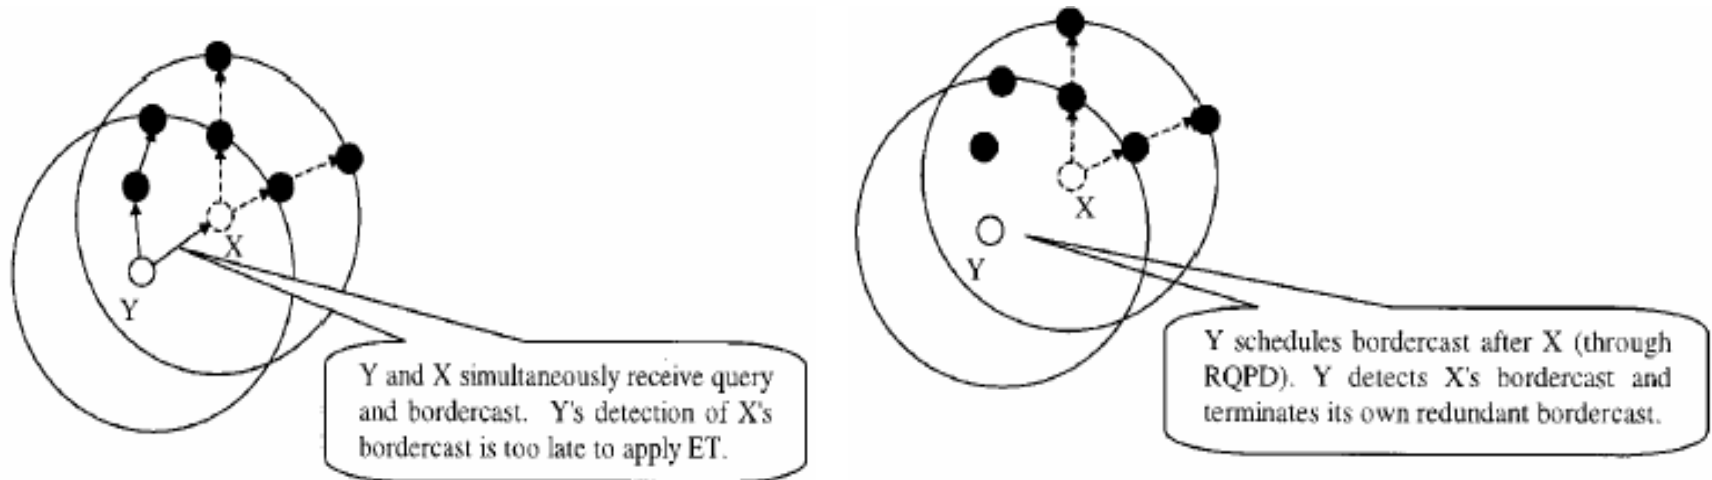 X
Y
Y and X simultaneously receive query
and bordercast. Y's detection of X's
bordercast is too late to apply ET.
X
Y
Y schedules bordercast after X (through
RQPD). Y detects X's bordercast and
terminates its own redundant bordercast.